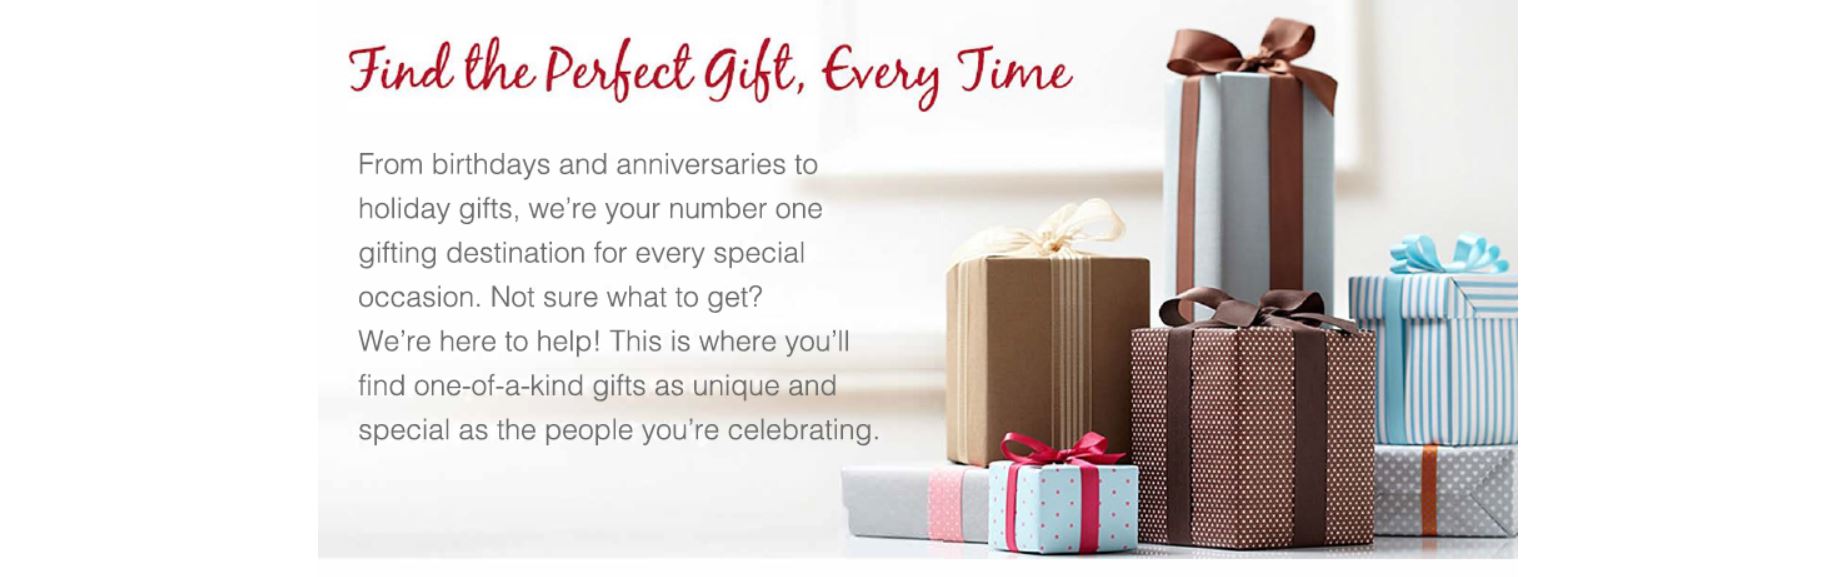 Find the Perfect Gift, Every Time
From birthdays and anniversaries to
holiday gifts, we’re your number one
gifting destination for every special
occasion. Not sure what to get?
We’re here to help! This is where you’ll
find one-of-a-kind gifts as unique and
special as the people you’re celebrating.